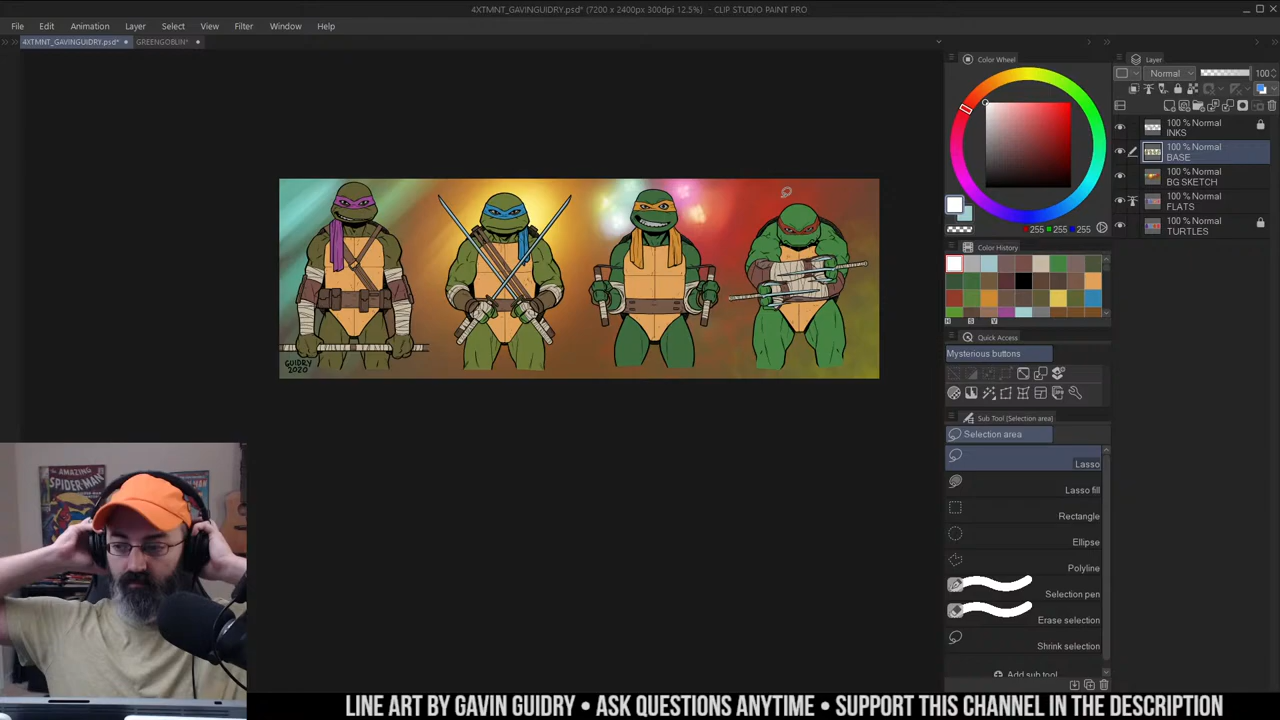 4XTMNT_GAVINGUIDRY.psd* (7200 x 2400px 300dpi 12.5%) - CLIP STUDIO PAINT PRO
File Edit Animation Layer Select View Filter Window Help
4XTMNT_GAVINGUIDRY.psd* GREENGOBLIN*
Color Wheel
255 255 255
Color History
H S V
Quick Access
Mysterious buttons
Sub Tool [Selection area]
Selection area
Lasso
Lasso fill
Rectangle
Ellipse
Polyline
Selection pen
Erase selection
Shrink selection
Add sub tool
Layer
Normal 100
100 % Normal
INKS
100 % Normal
BASE
100 % Normal
BG SKETCH
100 % Normal
FLATS
100 % Normal
TURTLES
GUIDRY
2020
THE AMAZING
SPIDER-MAN
LINE ART BY GAVIN GUIDRY • ASK QUESTIONS ANYTIME • SUPPORT THIS CHANNEL IN THE DESCRIPTION